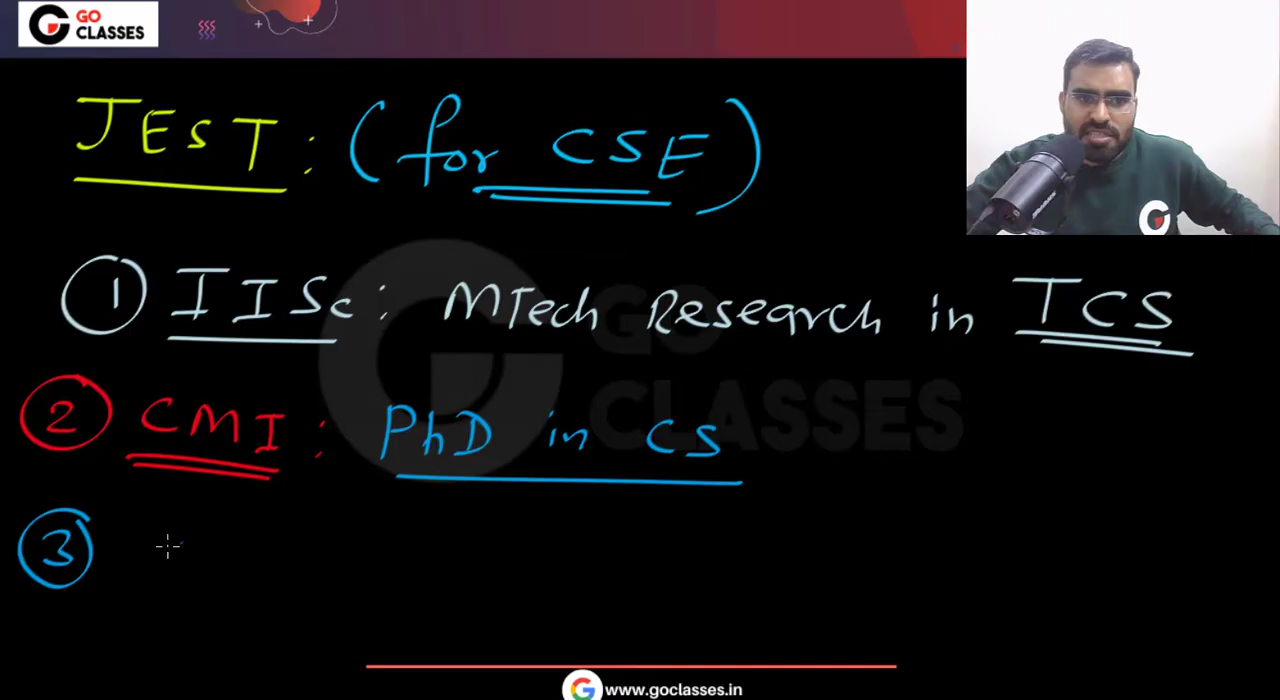 GO
CLASSES
JEST : (for CSE)
① IISc : MTech Research in TCS
② CMI : PhD in CS
③
GO
CLASSES
www.goclasses.in